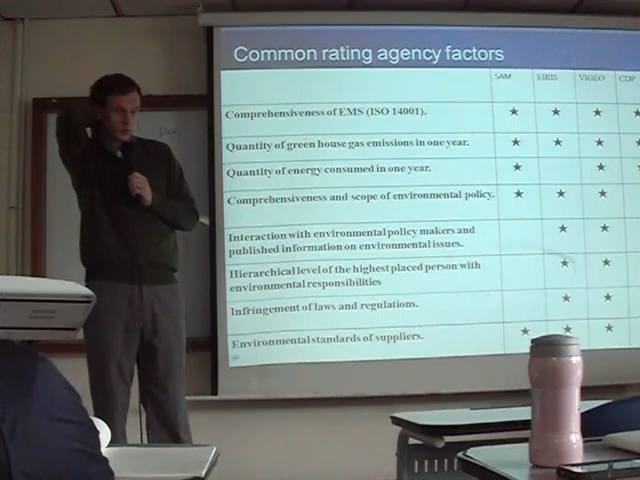 Common rating agency factors
SAM EIRIS VIGEO CDP
Comprehensiveness of EMS (ISO 14001). ★ ★ ★ ★
Quantity of green house gas emissions in one year. ★ ★ ★ ★
Quantity of energy consumed in one year. ★ ★ ★
Comprehensiveness and scope of environmental policy. ★ ★ ★
Interaction with environmental policy makers and ★ ★
published information on environmental issues.
Hierarchical level of the highest placed person with ★ ★
environmental responsibilities
Infringement of laws and regulations. ★ ★
Environmental standards of suppliers. ★ ★ ★